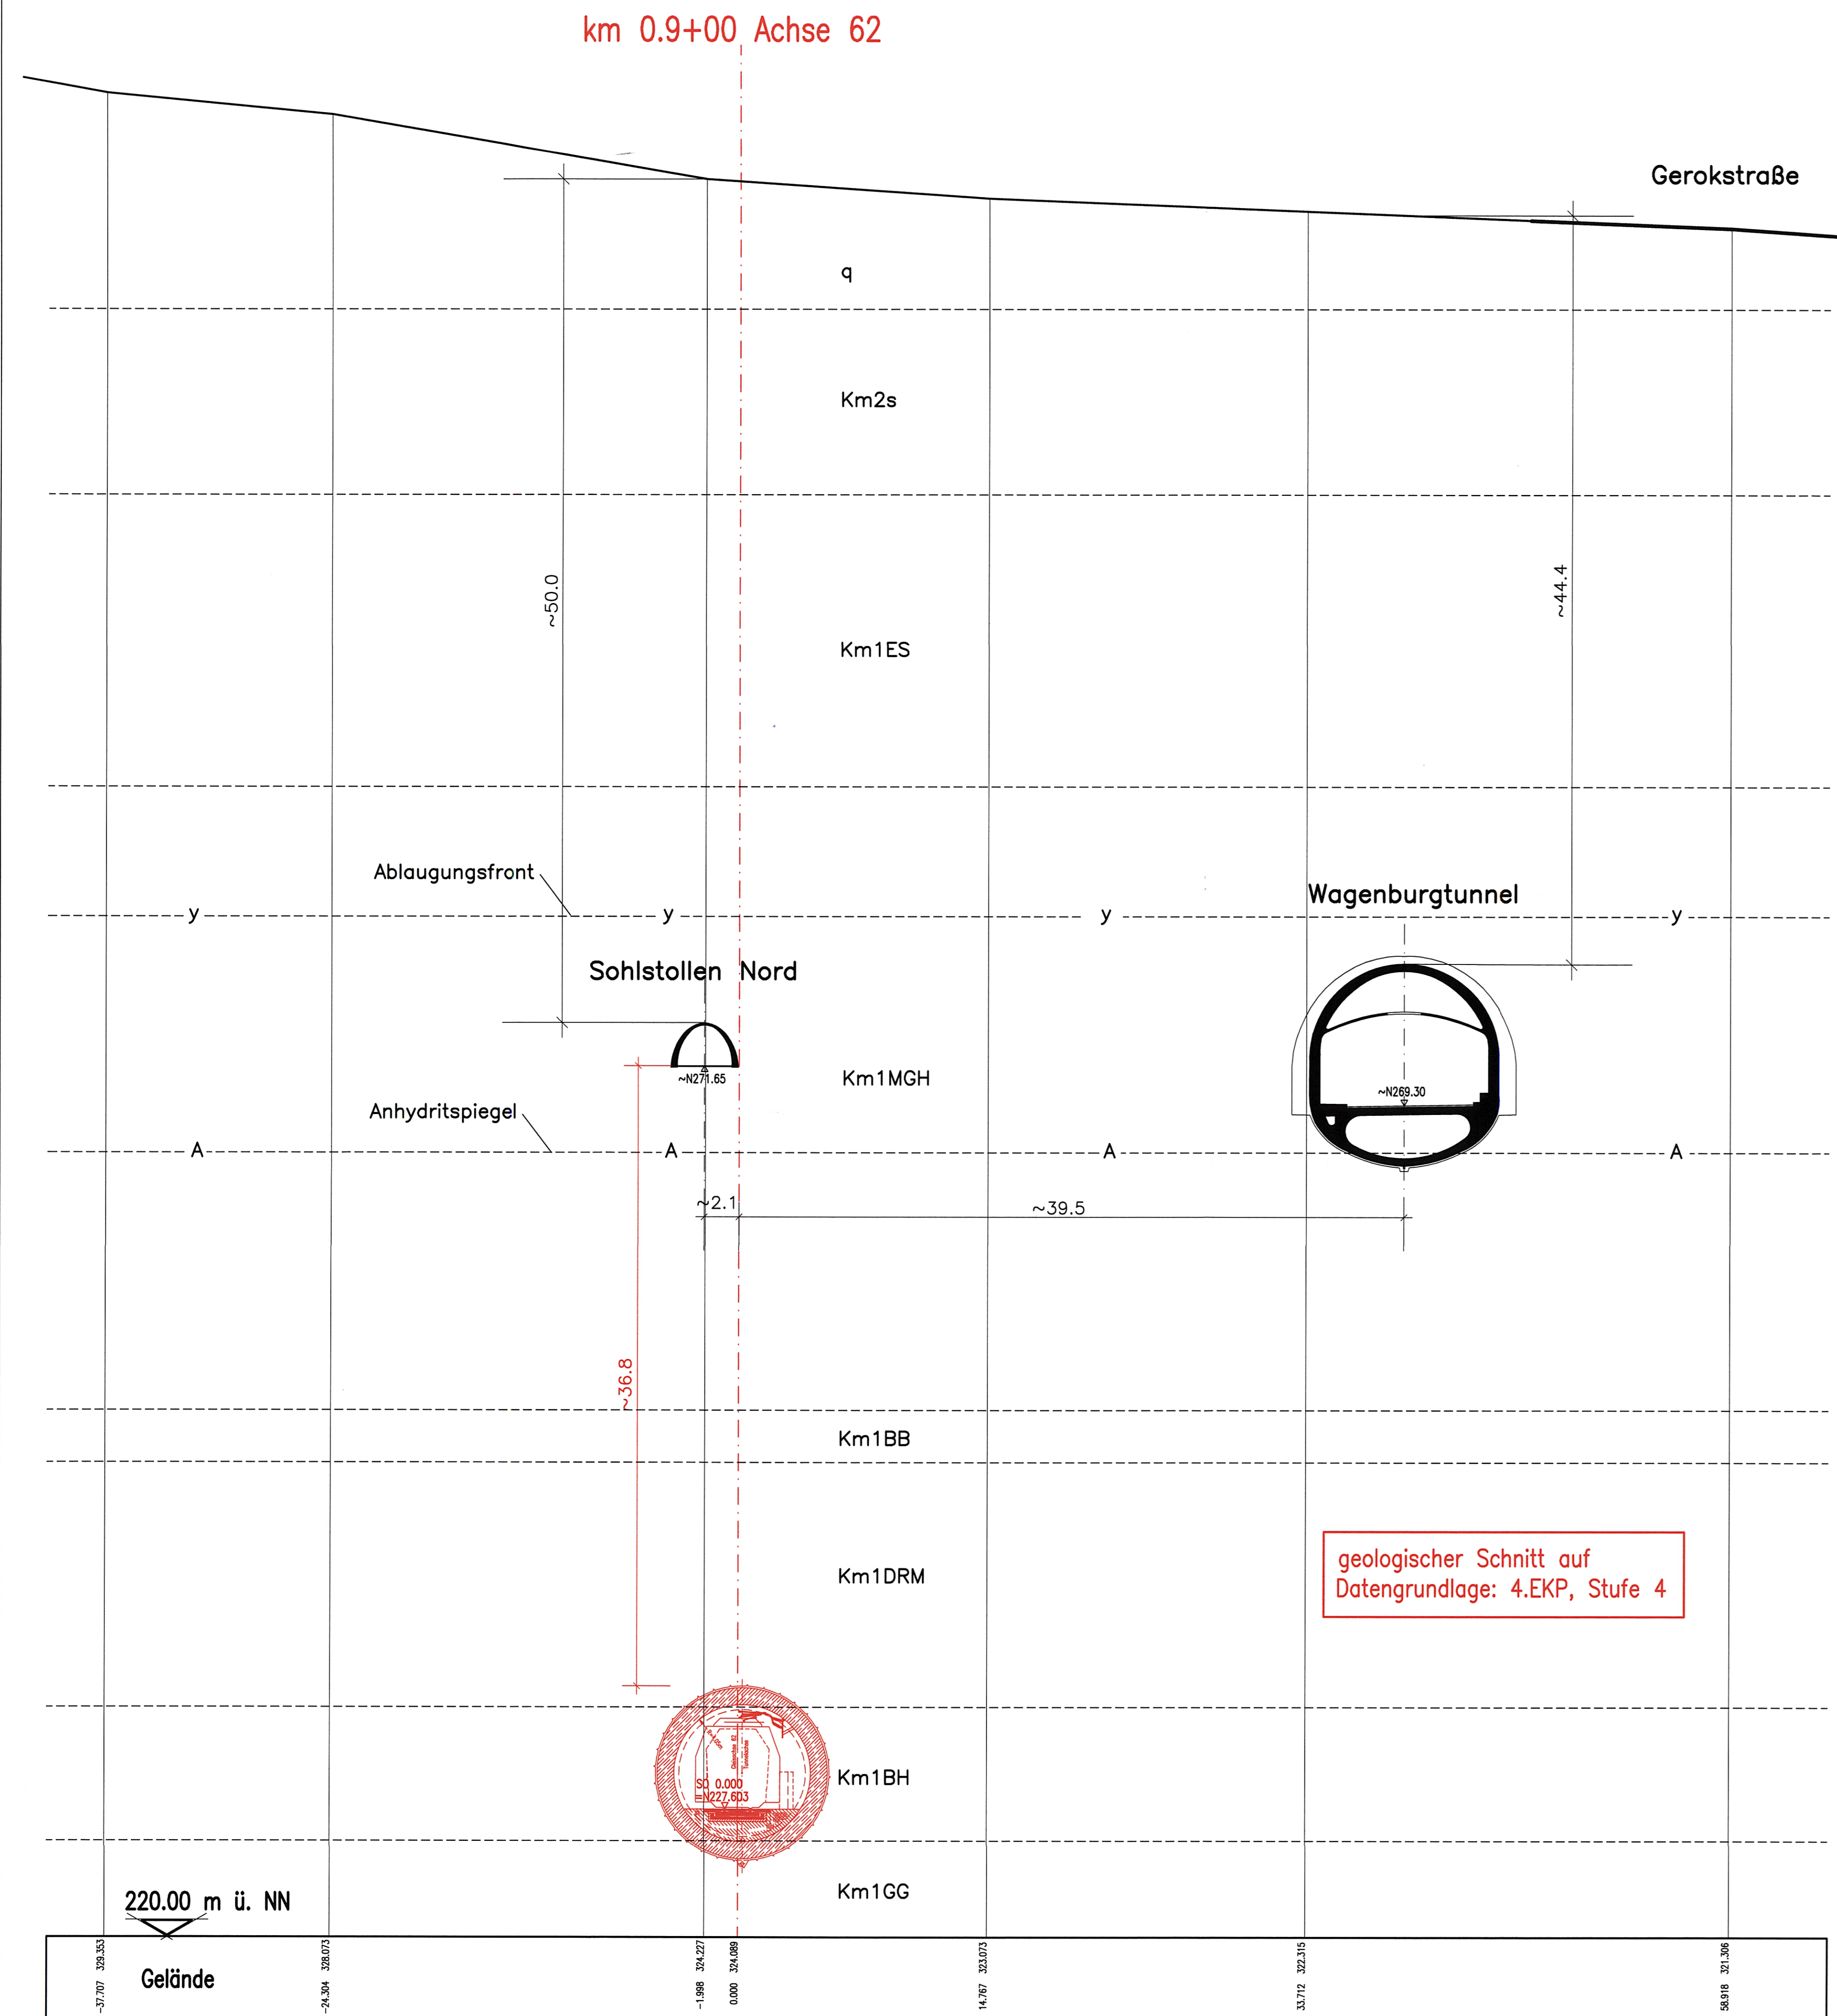 km 0.9+00 Achse 62
Gerokstraße
q
Km2s
~50.0
~44.4
Km1ES
Ablaugungsfront
y y y y
Wagenburgtunnel
Sohlstollen Nord
~N271.65
Km1MGH
~N269.30
Anhydritspiegel
A A A A
~2.1
~39.5
~36.8
Km1BB
Km1DRM
geologischer Schnitt auf
Datengrundlage: 4.EKP, Stufe 4
Gleisachse 62
Tunnelachse
SO 0.000
=N227.603
Km1BH
Km1GG
220.00 m ü. NN
Gelände
-37.707 329.353
-24.304 328.073
-1.998 324.227
0.000 324.089
14.767 323.073
33.712 322.315
58.918 321.306